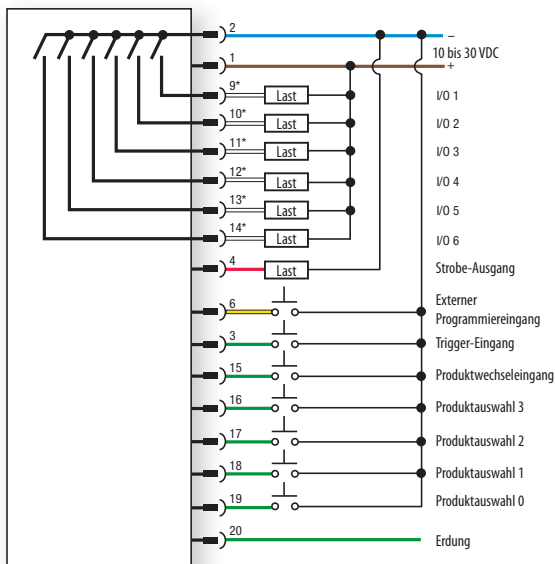 2 –
10 bis 30 VDC
1 +
9* Last I/O 1
10* Last I/O 2
11* Last I/O 3
12* Last I/O 4
13* Last I/O 5
14* Last I/O 6
4 Last Strobe-Ausgang
6 Externer
Programmiereingang
3 Trigger-Eingang
15 Produktwechseleingang
16 Produktauswahl 3
17 Produktauswahl 2
18 Produktauswahl 1
19 Produktauswahl 0
20 Erdung